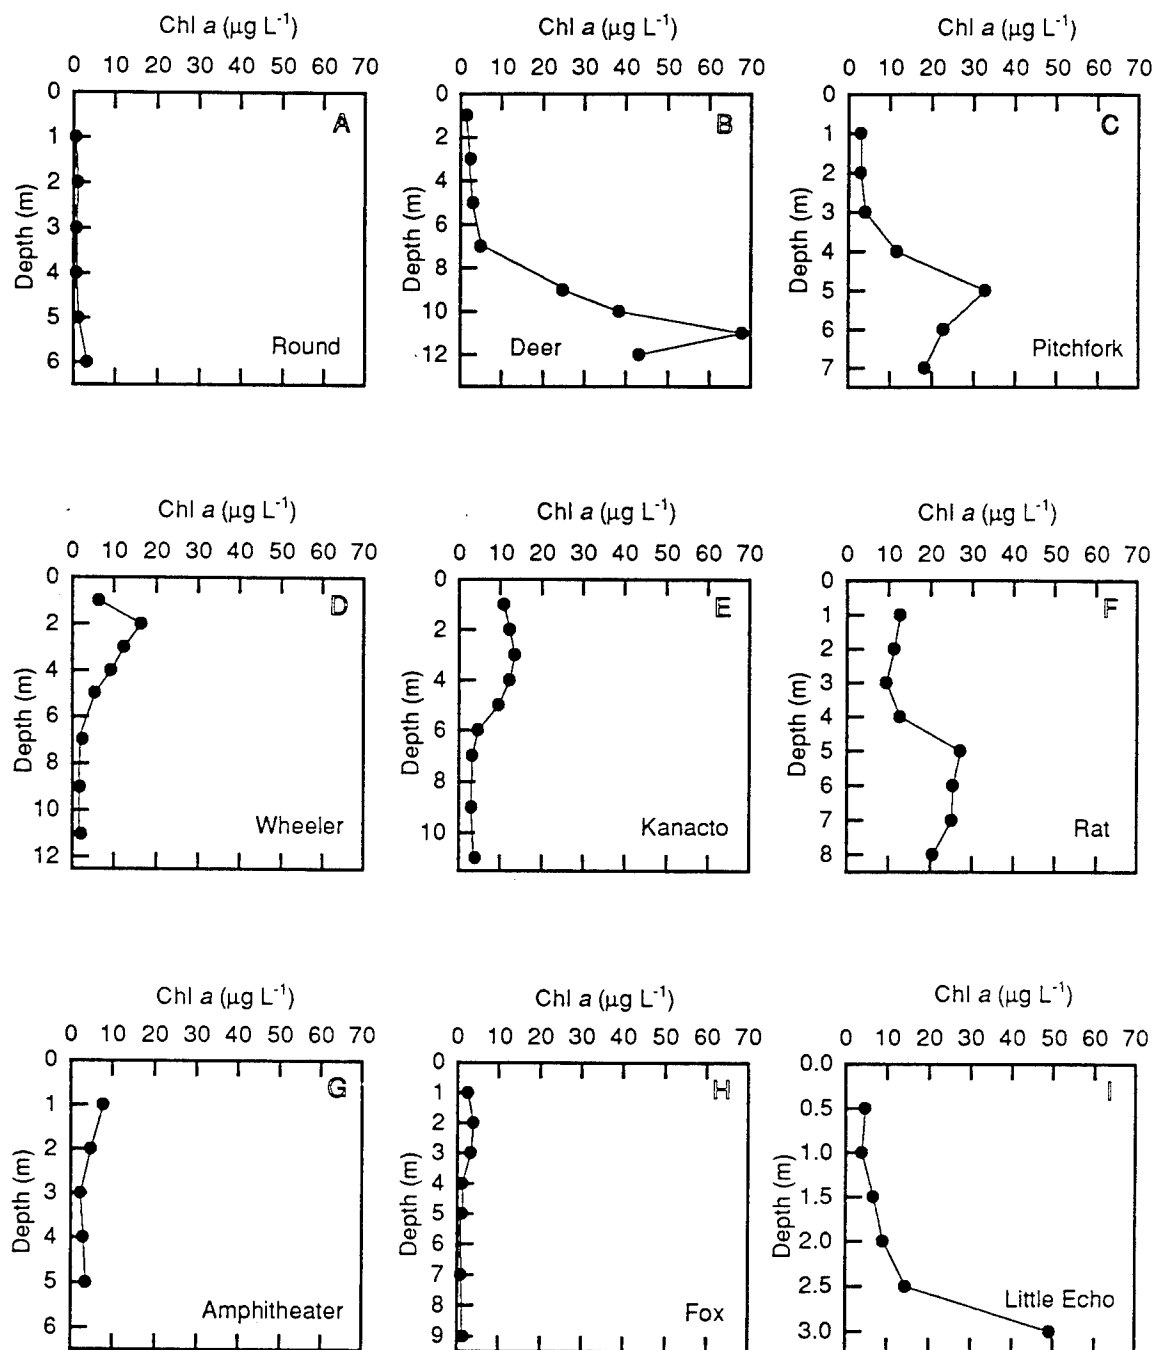 Chl a (μg L-1) Chl a (μg L-1) Chl a (μg L-1)
0 10 20 30 40 50 60 70 0 10 20 30 40 50 60 70 0 10 20 30 40 50 60 70
A
0
1
2
3
4
5
6
Depth (m)
Round
B
0
2
4
6
8
10
12
Depth (m)
Deer
C
0
1
2
3
4
5
6
7
Depth (m)
Pitchfork
Chl a (μg L-1) Chl a (μg L-1) Chl a (μg L-1)
0 10 20 30 40 50 60 70 0 10 20 30 40 50 60 70 0 10 20 30 40 50 60 70
D
0
2
4
6
8
10
12
Depth (m)
Wheeler
E
0
2
4
6
8
10
Depth (m)
Kanacto
F
0
1
2
3
4
5
6
7
8
Depth (m)
Rat
Chl a (μg L-1) Chl a (μg L-1) Chl a (μg L-1)
0 10 20 30 40 50 60 70 0 10 20 30 40 50 60 70 0 10 20 30 40 50 60 70
G
0
1
2
3
4
5
6
Depth (m)
Amphitheater
H
0
1
2
3
4
5
6
7
8
9
Depth (m)
Fox
I
0.0
0.5
1.0
1.5
2.0
2.5
3.0
Depth (m)
Little Echo